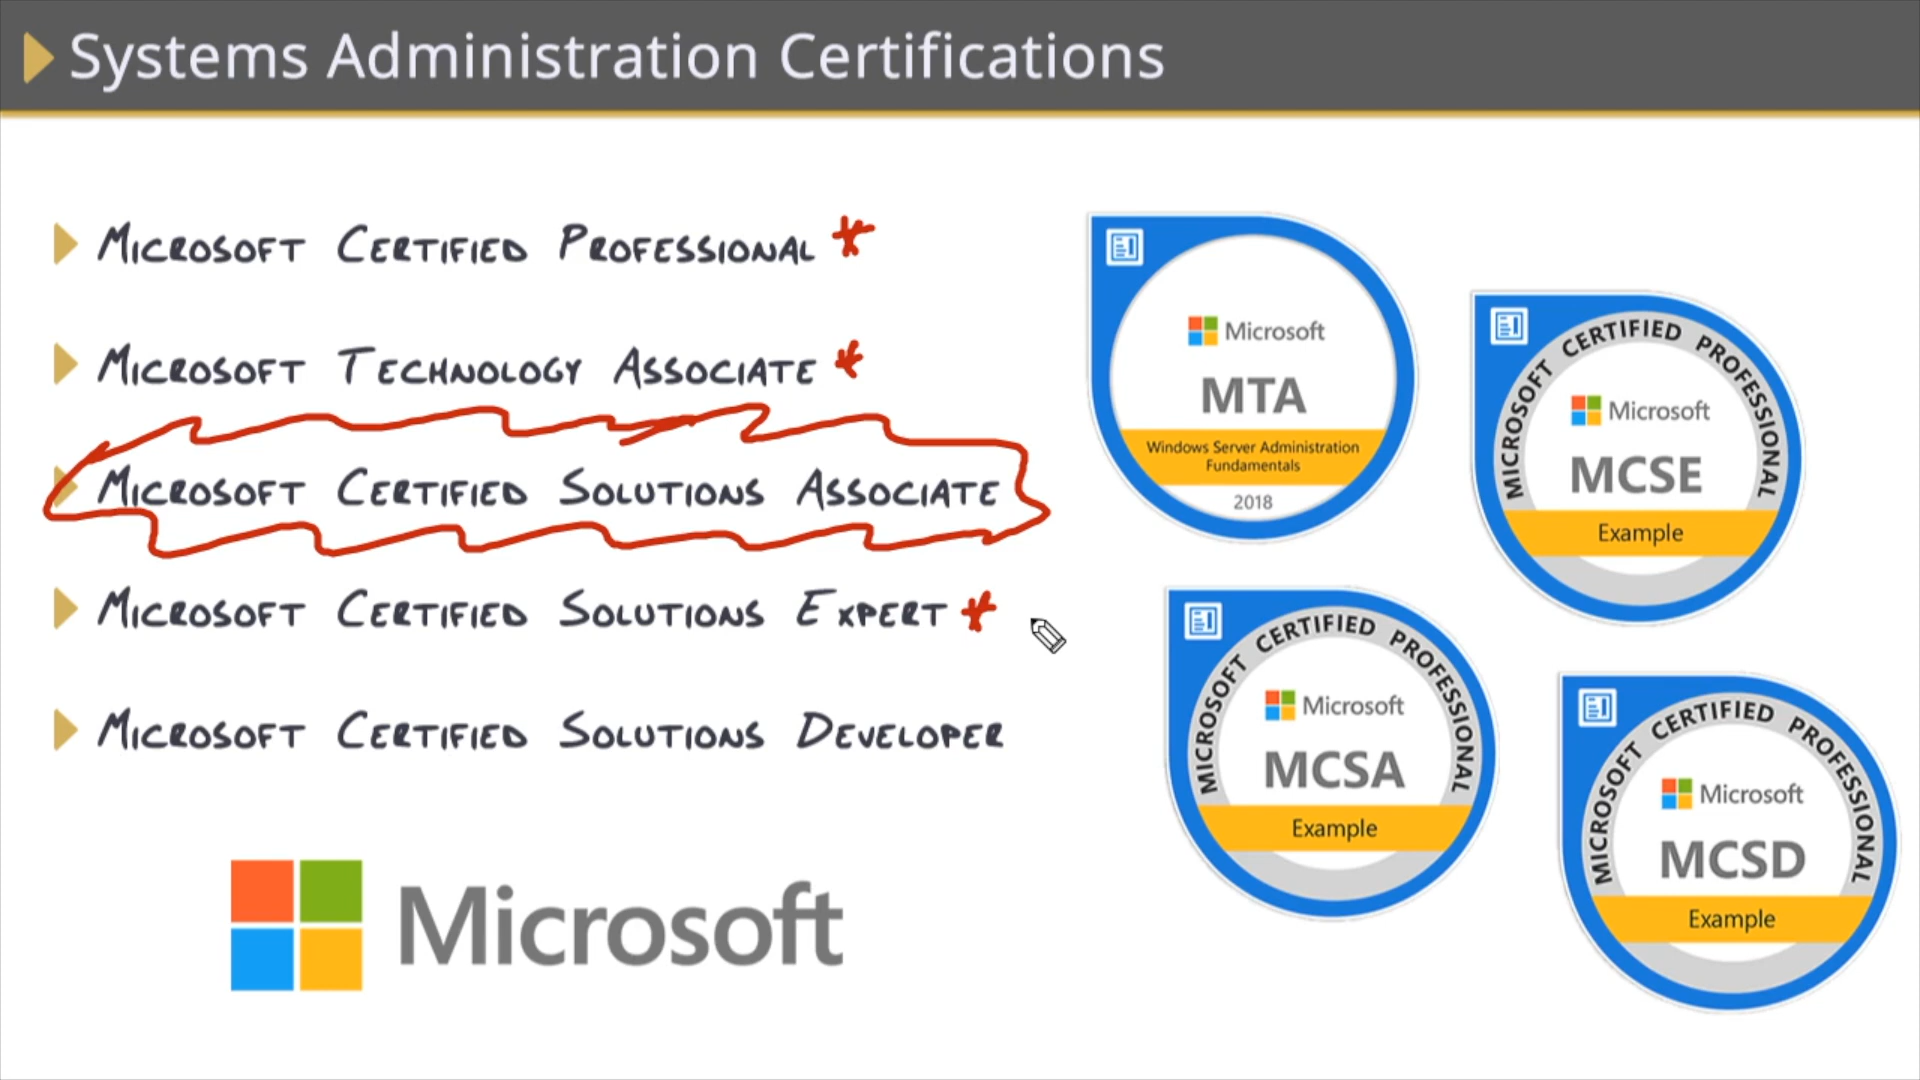 Systems Administration Certifications
Microsoft Certified Professional *
Microsoft Technology Associate *
Microsoft Certified Solutions Associate
Microsoft Certified Solutions Expert *
Microsoft Certified Solutions Developer
Microsoft
Microsoft
MTA
Windows Server Administration
Fundamentals
2018
MICROSOFT CERTIFIED PROFESSIONAL
Microsoft
MCSE
Example
MICROSOFT CERTIFIED PROFESSIONAL
Microsoft
MCSA
Example
MICROSOFT CERTIFIED PROFESSIONAL
Microsoft
MCSD
Example